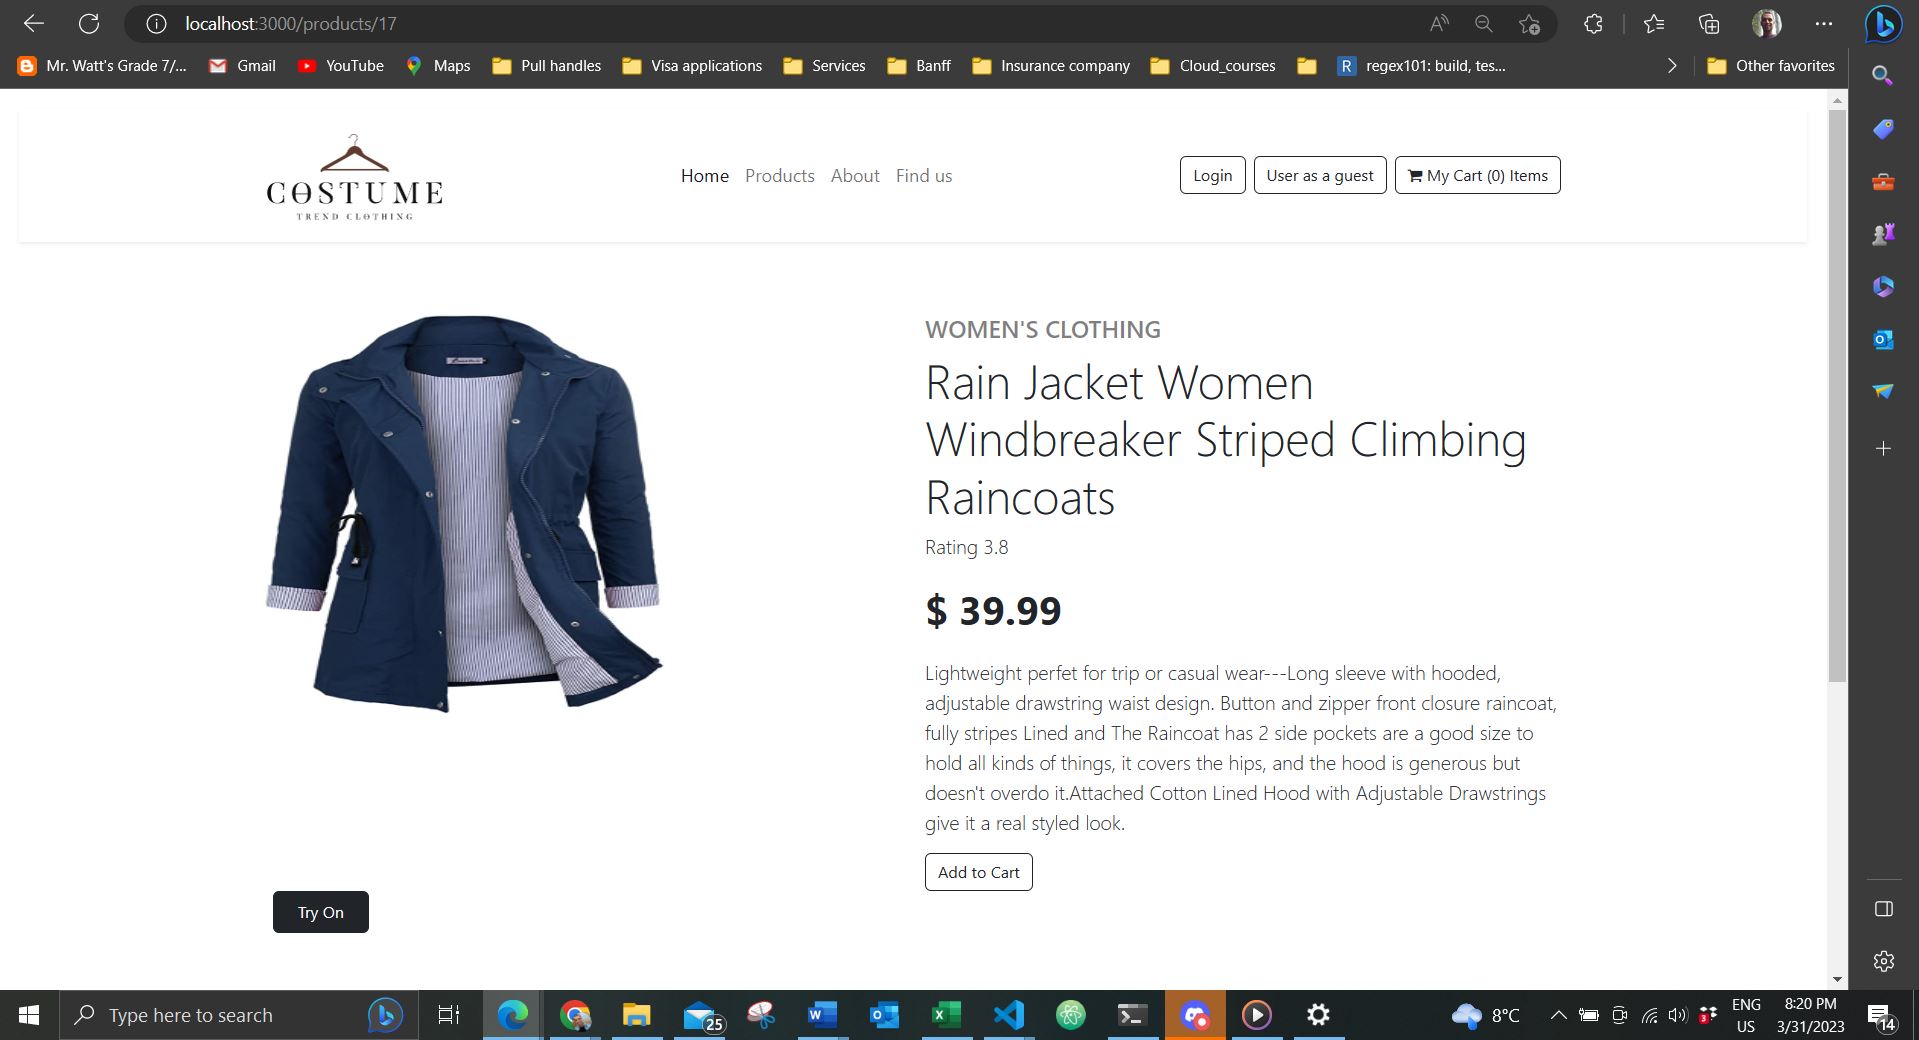 localhost:3000/products/17
Mr. Watt's Grade 7/... Gmail YouTube Maps Pull handles Visa applications Services Banff Insurance company Cloud_courses regex101: build, tes... Other favorites
COSTUME
TREND CLOTHING
Home Products About Find us
Login User as a guest My Cart (0) Items
WOMEN'S CLOTHING
Rain Jacket Women
Windbreaker Striped Climbing
Raincoats
Rating 3.8
$ 39.99
Lightweight perfet for trip or casual wear---Long sleeve with hooded,
adjustable drawstring waist design. Button and zipper front closure raincoat,
fully stripes Lined and The Raincoat has 2 side pockets are a good size to
hold all kinds of things, it covers the hips, and the hood is generous but
doesn't overdo it.Attached Cotton Lined Hood with Adjustable Drawstrings
give it a real styled look.
Add to Cart
Try On
Type here to search
25
8°C
3
ENG
US
8:20 PM
3/31/2023
14